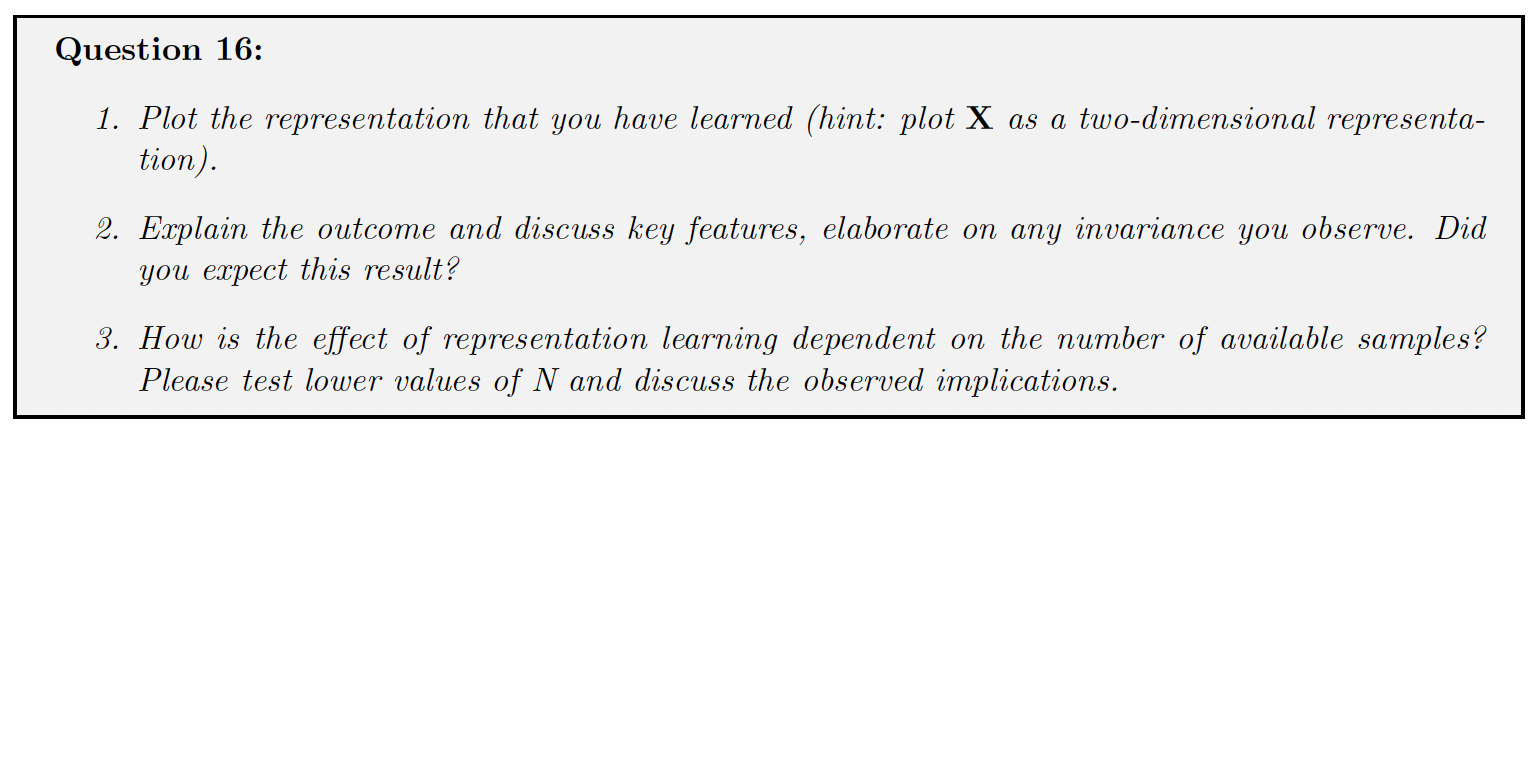 Question 16:
1. Plot the representation that you have learned (hint: plot X as a two-dimensional representa-
tion).
2. Explain the outcome and discuss key features, elaborate on any invariance you observe. Did
you expect this result?
3. How is the effect of representation learning dependent on the number of available samples?
Please test lower values of N and discuss the observed implications.